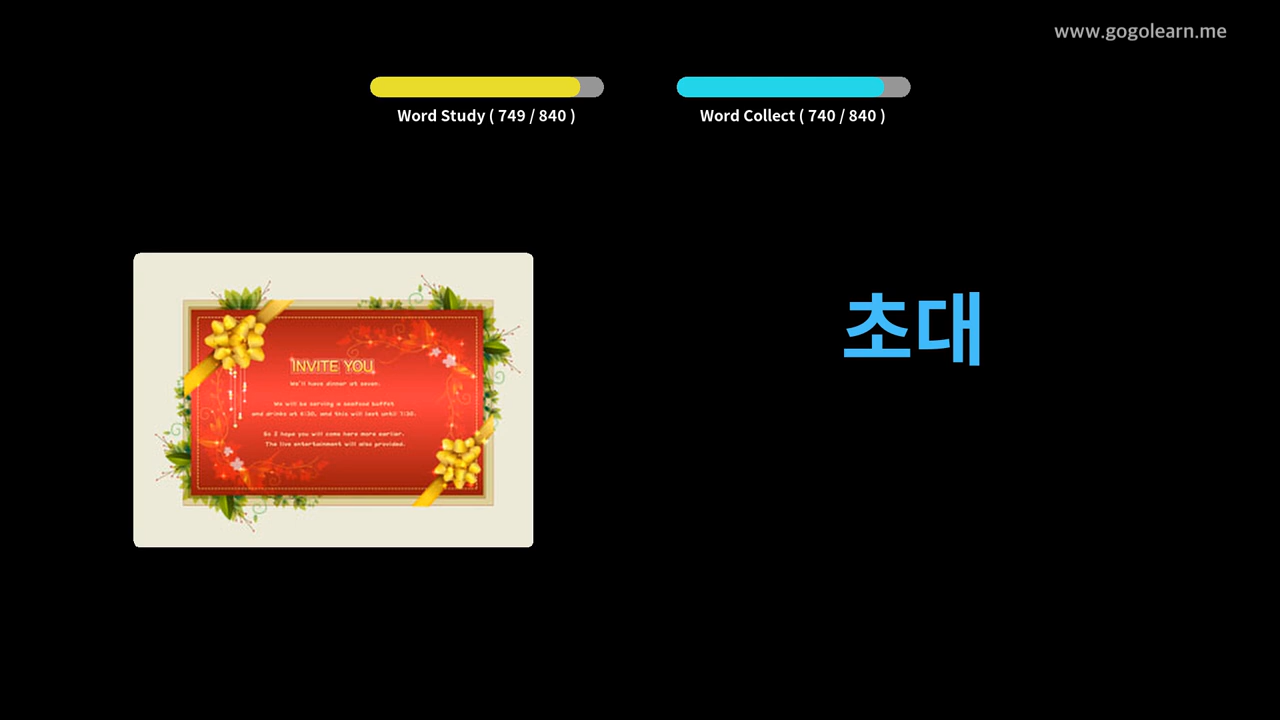 www.gogolearn.me
Word Study ( 749 / 840 )
Word Collect ( 740 / 840 )
초대
INVITE YOU
We'll have dinner at seven.
We will be serving a seafood buffet
and drinks at 6:30, and this will last until 7:30.
So I hope you will come here more earlier.
The live entertainment will also provided.